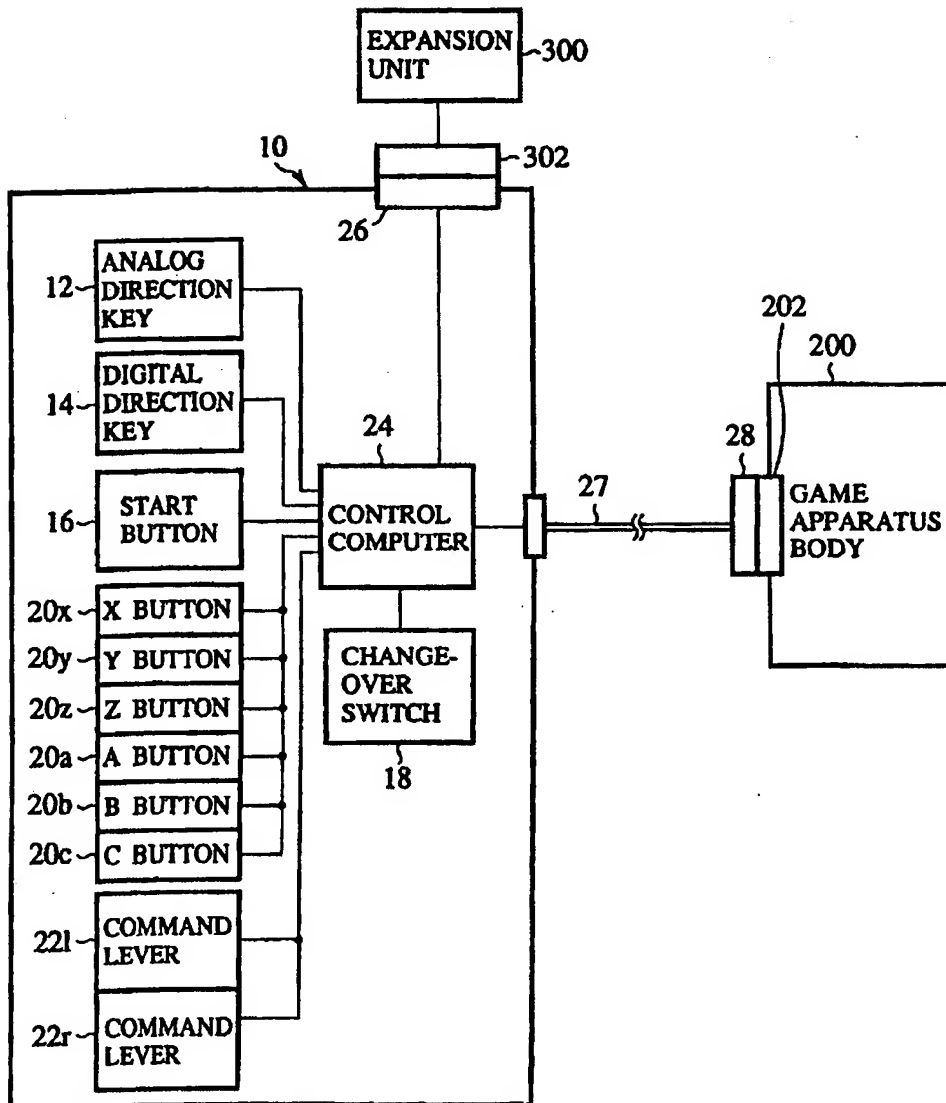 EXPANSION
UNIT
300
302
10
26
12
ANALOG
DIRECTION
KEY
14
DIGITAL
DIRECTION
KEY
16
START
BUTTON
24
CONTROL
COMPUTER
27
28
202
200
GAME
APPARATUS
BODY
20x
X BUTTON
20y
Y BUTTON
20z
Z BUTTON
20a
A BUTTON
20b
B BUTTON
20c
C BUTTON
CHANGE-
OVER
SWITCH
18
22l
COMMAND
LEVER
22r
COMMAND
LEVER